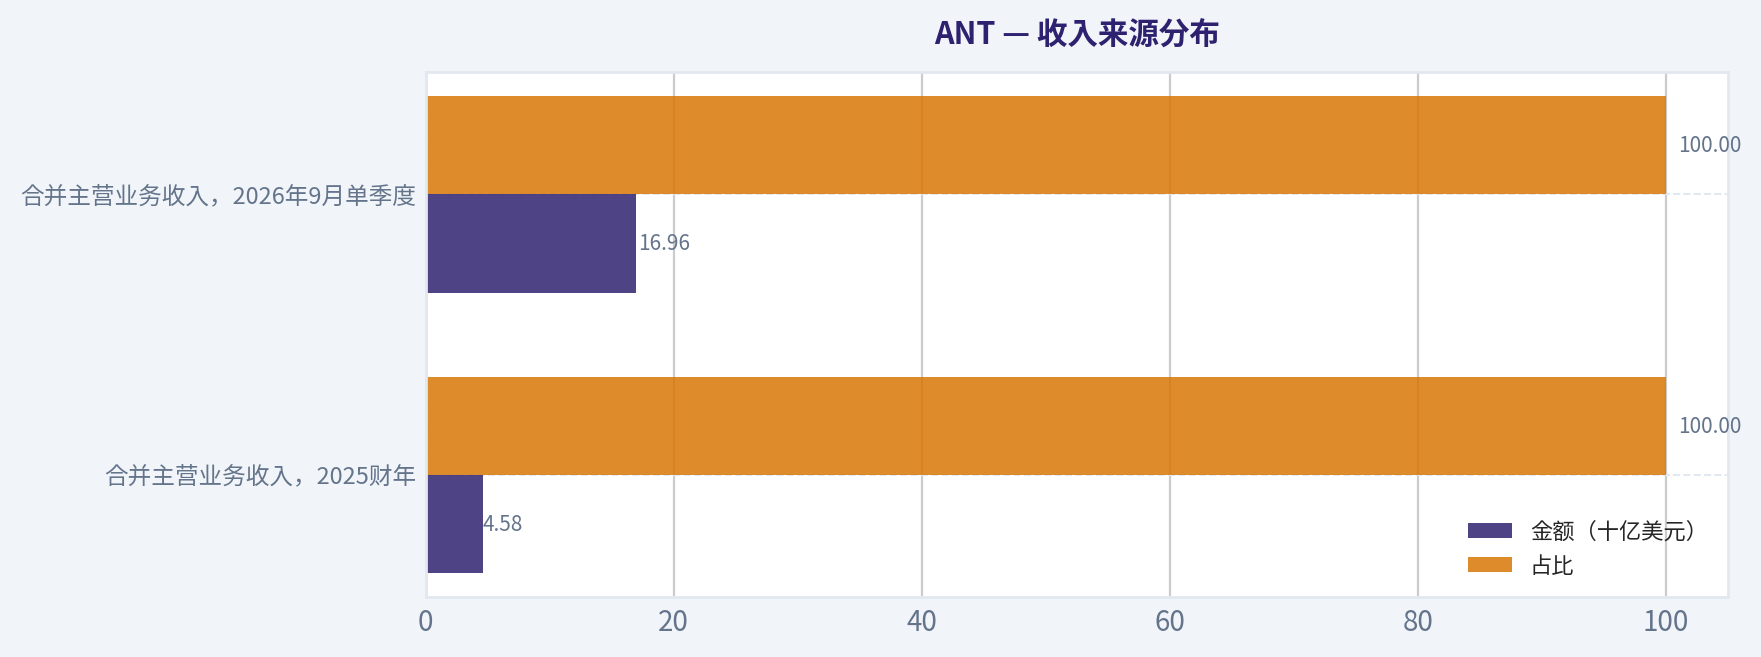 ANT — 收入来源分布
100.00
合并主营业务收入，2026年9月单季度
16.96
100.00
合并主营业务收入，2025财年
4.58
金额（十亿美元）
占比
0 20 40 60 80 100